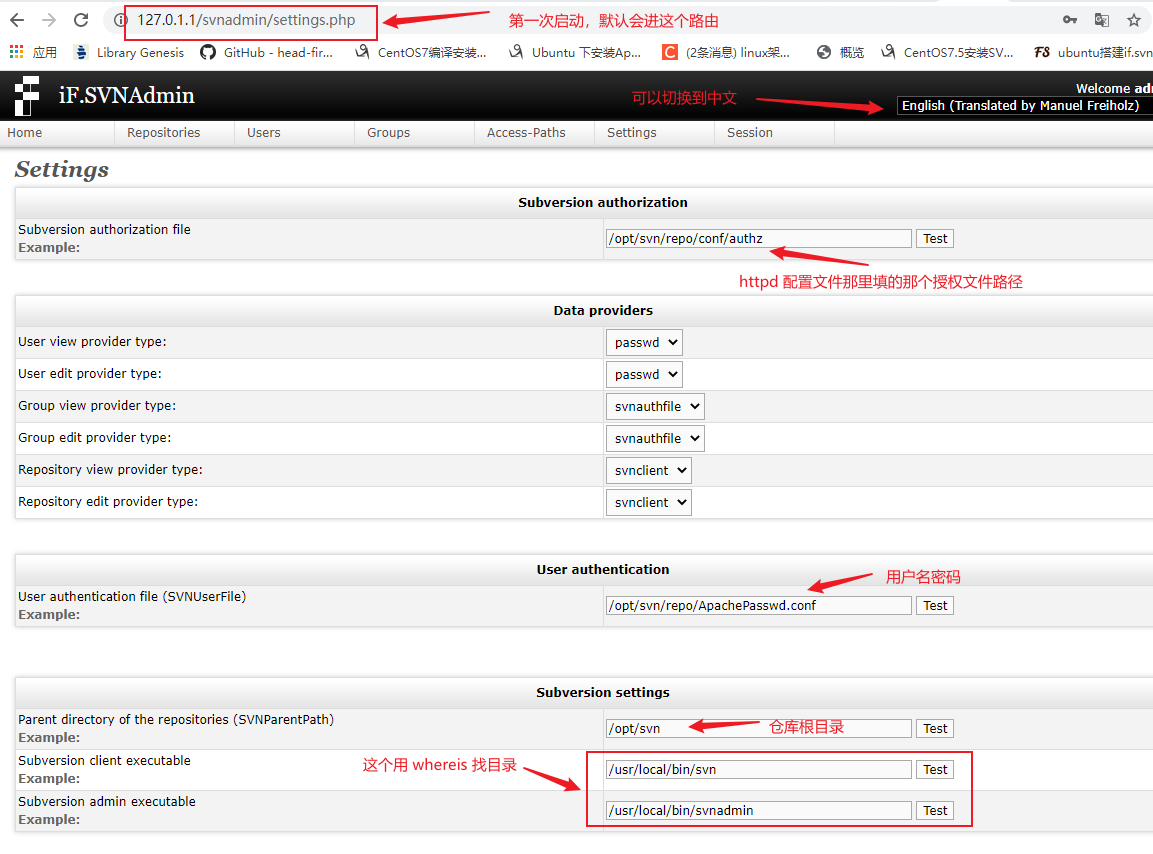 127.0.1.1/svnadmin/settings.php
第一次启动，默认会进这个路由
应用 Library Genesis GitHub - head-fir... CentOS7编译安装... Ubuntu 下安装Ap... (2条消息) linux架... 概览 CentOS7.5安装SV... ubuntu搭建if.svn
iF.SVNAdmin
Welcome adn
可以切换到中文
English (Translated by Manuel Freiholz)
Home Repositories Users Groups Access-Paths Settings Session
Settings
Subversion authorization
Subversion authorization file
Example:
/opt/svn/repo/conf/authz Test
httpd 配置文件那里填的那个授权文件路径
Data providers
User view provider type: passwd
User edit provider type: passwd
Group view provider type: svnauthfile
Group edit provider type: svnauthfile
Repository view provider type: svnclient
Repository edit provider type: svnclient
User authentication
用户名密码
User authentication file (SVNUserFile)
Example:
/opt/svn/repo/ApachePasswd.conf Test
Subversion settings
Parent directory of the repositories (SVNParentPath)
Example:
/opt/svn 仓库根目录 Test
Subversion client executable
Example:
这个用 whereis 找目录
/usr/local/bin/svn Test
Subversion admin executable
Example:
/usr/local/bin/svnadmin Test